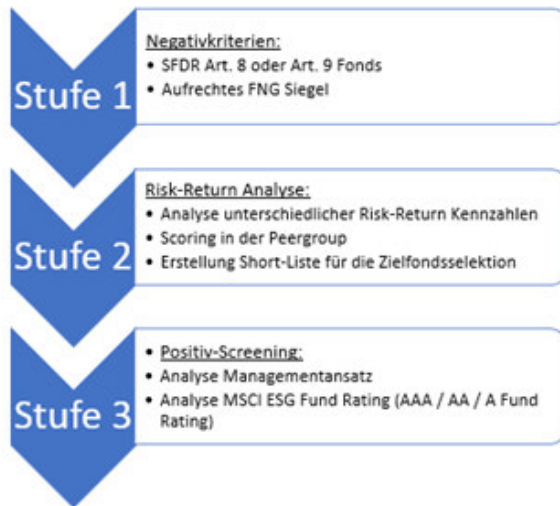 Stufe 1
Negativkriterien:
• SFDR Art. 8 oder Art. 9 Fonds
• Aufrechtes FNG Siegel
Stufe 2
Risk-Return Analyse:
• Analyse unterschiedlicher Risk-Return Kennzahlen
• Scoring in der Peergroup
• Erstellung Short-Liste für die Zielfondsselektion
Stufe 3
• Positiv-Screening:
• Analyse Managementansatz
• Analyse MSCI ESG Fund Rating (AAA / AA / A Fund
Rating)